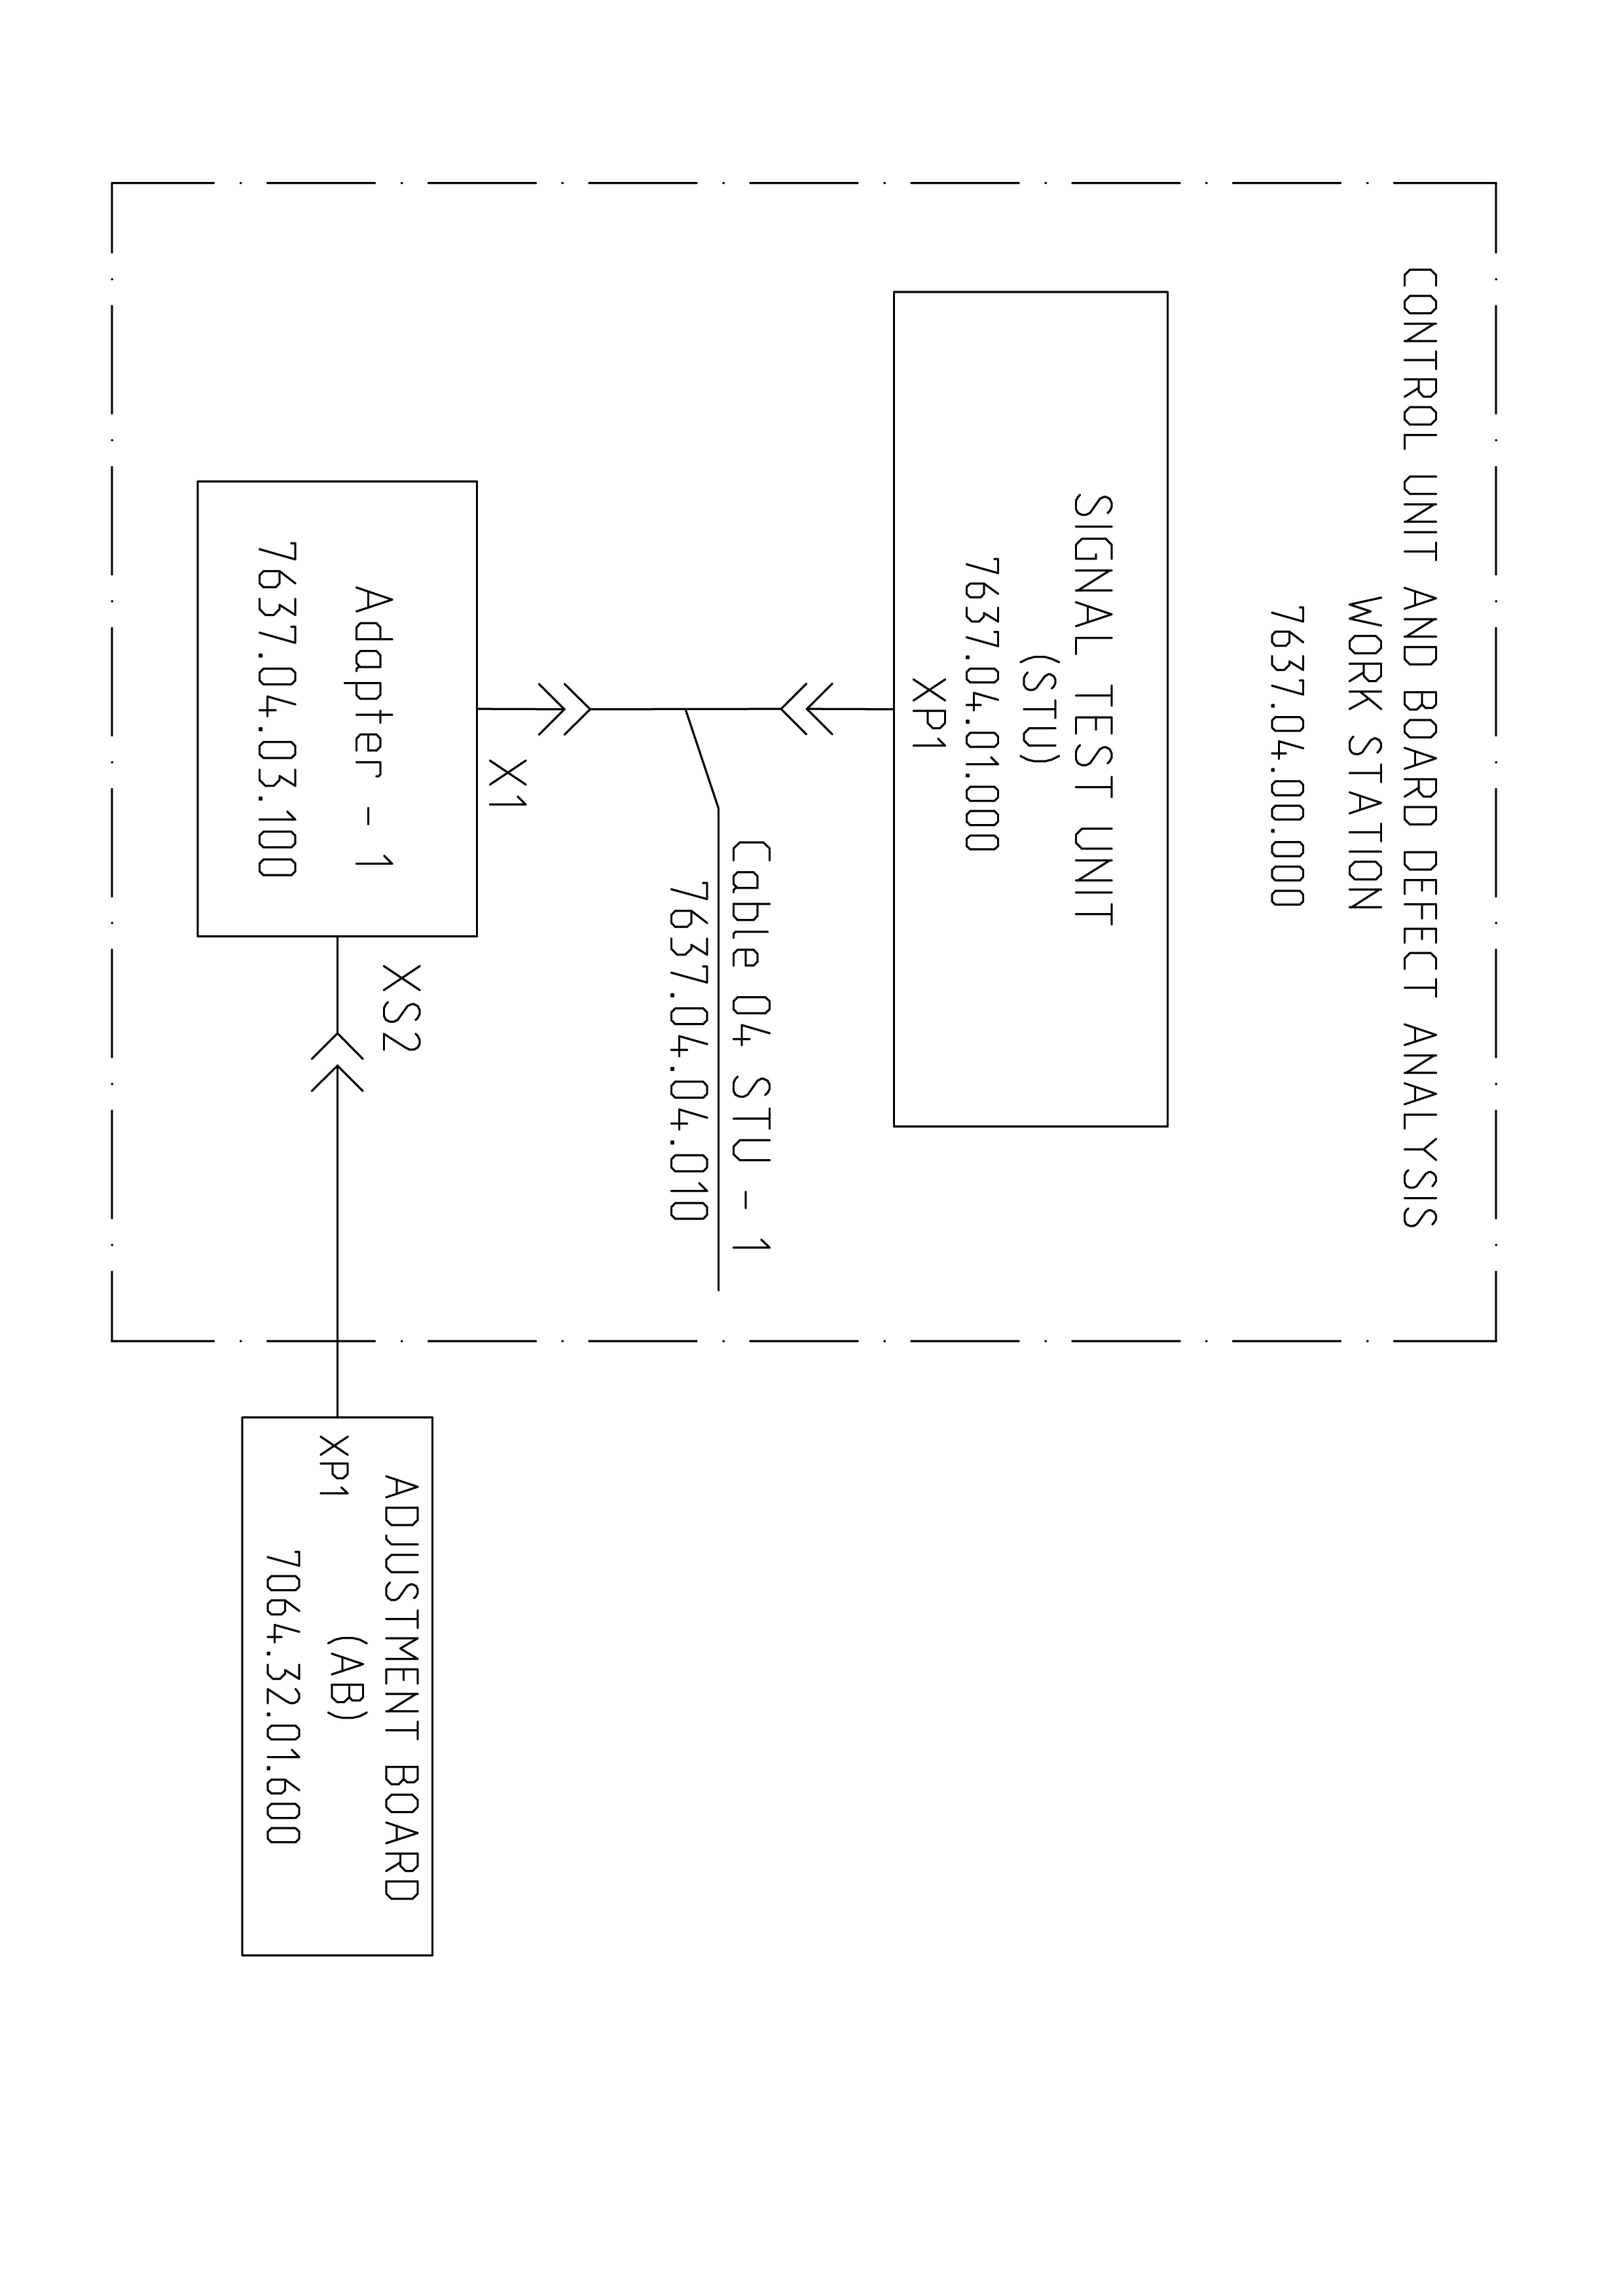 CONTROL UNIT AND BOARD DEFECT ANALYSIS
WORK STATION
7637.04.00.000
SIGNAL TEST UNIT
(STU)
7637.04.01.000
XP1
Cable 04 STU - 1
7637.04.04.010
X1
Adapter - 1
7637.04.03.100
XS2
ADJUSTMENT BOARD
(AB)
XP1
7064.32.01.600